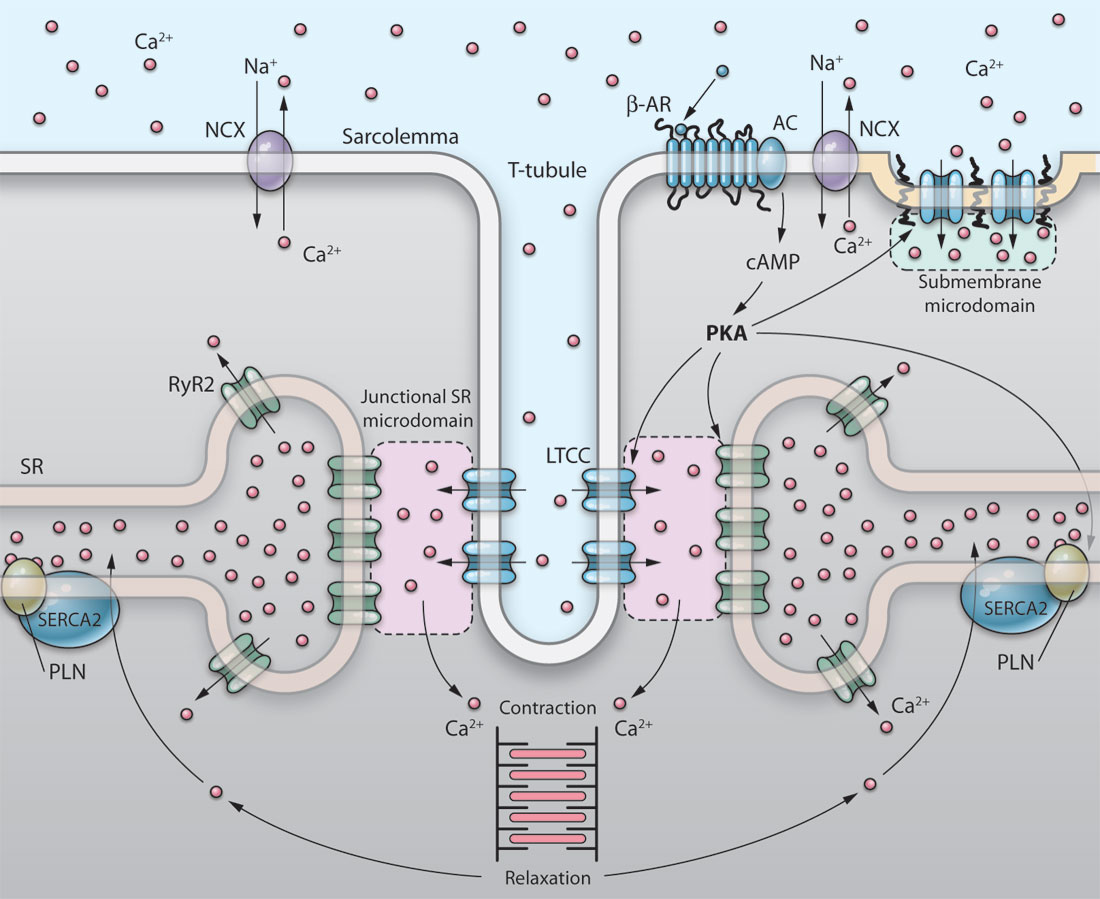 Ca²⁺
Na⁺
NCX
Sarcolemma
Ca²⁺
T-tubule
β-AR
AC
Na⁺
NCX
Ca²⁺
Ca²⁺
cAMP
PKA
Submembrane
microdomain
RyR2
Junctional SR
microdomain
SR
LTCC
SERCA2
PLN
SERCA2
PLN
Ca²⁺
Ca²⁺
Contraction
Ca²⁺
Relaxation